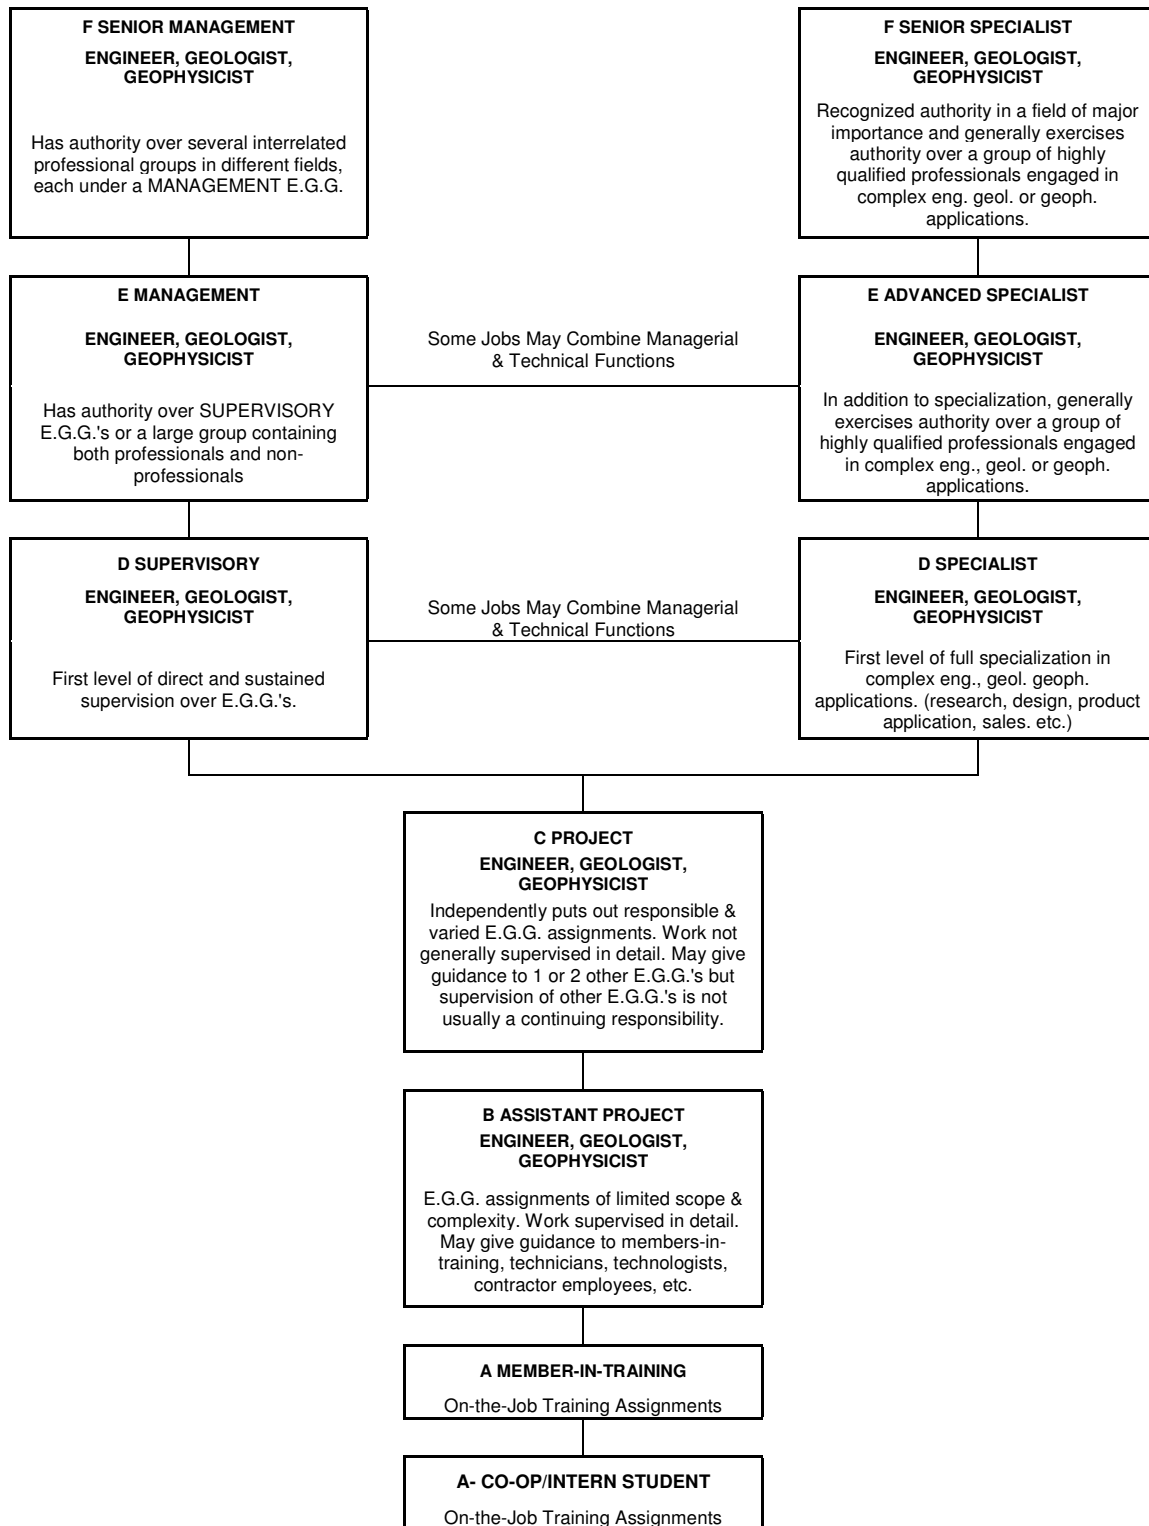 F SENIOR MANAGEMENT
ENGINEER, GEOLOGIST,
GEOPHYSICIST
Has authority over several interrelated
professional groups in different fields,
each under a MANAGEMENT E.G.G.
F SENIOR SPECIALIST
ENGINEER, GEOLOGIST,
GEOPHYSICIST
Recognized authority in a field of major
importance and generally exercises
authority over a group of highly
qualified professionals engaged in
complex eng. geol. or geoph.
applications.
E MANAGEMENT
ENGINEER, GEOLOGIST,
GEOPHYSICIST
Has authority over SUPERVISORY
E.G.G.'s or a large group containing
both professionals and non-
professionals
Some Jobs May Combine Managerial
& Technical Functions
E ADVANCED SPECIALIST
ENGINEER, GEOLOGIST,
GEOPHYSICIST
In addition to specialization, generally
exercises authority over a group of
highly qualified professionals engaged
in complex eng., geol. or geoph.
applications.
D SUPERVISORY
ENGINEER, GEOLOGIST,
GEOPHYSICIST
First level of direct and sustained
supervision over E.G.G.'s.
Some Jobs May Combine Managerial
& Technical Functions
D SPECIALIST
ENGINEER, GEOLOGIST,
GEOPHYSICIST
First level of full specialization in
complex eng., geol. geoph.
applications. (research, design, product
application, sales. etc.)
C PROJECT
ENGINEER, GEOLOGIST,
GEOPHYSICIST
Independently puts out responsible &
varied E.G.G. assignments. Work not
generally supervised in detail. May give
guidance to 1 or 2 other E.G.G.'s but
supervision of other E.G.G.'s is not
usually a continuing responsibility.
B ASSISTANT PROJECT
ENGINEER, GEOLOGIST,
GEOPHYSICIST
E.G.G. assignments of limited scope &
complexity. Work supervised in detail.
May give guidance to members-in-
training, technicians, technologists,
contractor employees, etc.
A MEMBER-IN-TRAINING
On-the-Job Training Assignments
A- CO-OP/INTERN STUDENT
On-the-Job Training Assignments